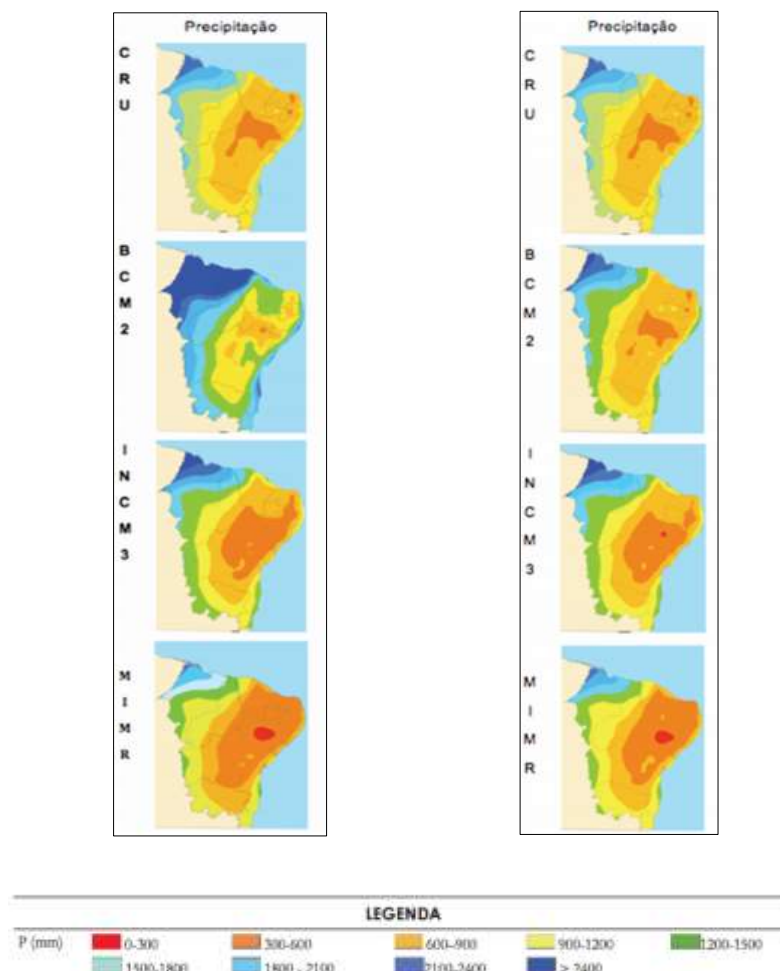 Precipitação
C
R
U
B
C
M
2
I
N
C
M
3
M
I
M
R
Precipitação
C
R
U
B
C
M
2
I
N
C
M
3
M
I
M
R
LEGENDA
P (mm) 0-300 300-600 600-900 900-1200 1200-1500
1500-1800 1800 - 2100 2100-2400 > 2400